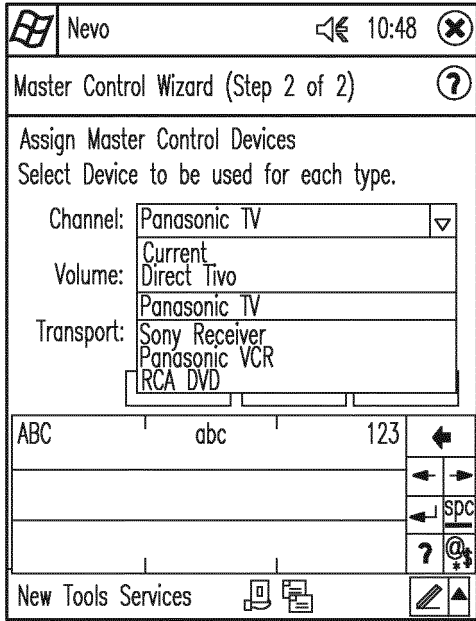 Nevo 10:48
Master Control Wizard (Step 2 of 2) ?
Assign Master Control Devices
Select Device to be used for each type.
Channel: Panasonic TV
Current
Volume: Direct Tivo
Panasonic TV
Transport: Sony Receiver
Panasonic VCR
RCA DVD
ABC abc 123
spc
? @*$
New Tools Services